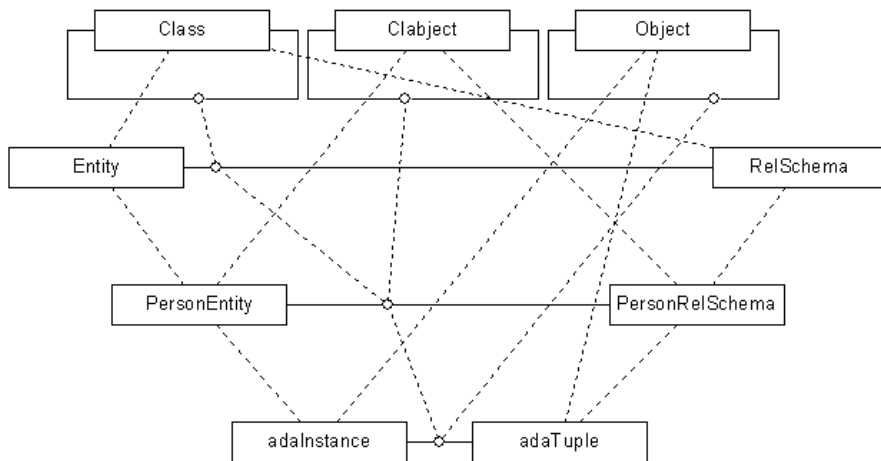 Class
Clabject
Object
Entity
RelSchema
PersonEntity
PersonRelSchema
adaInstance
adaTuple